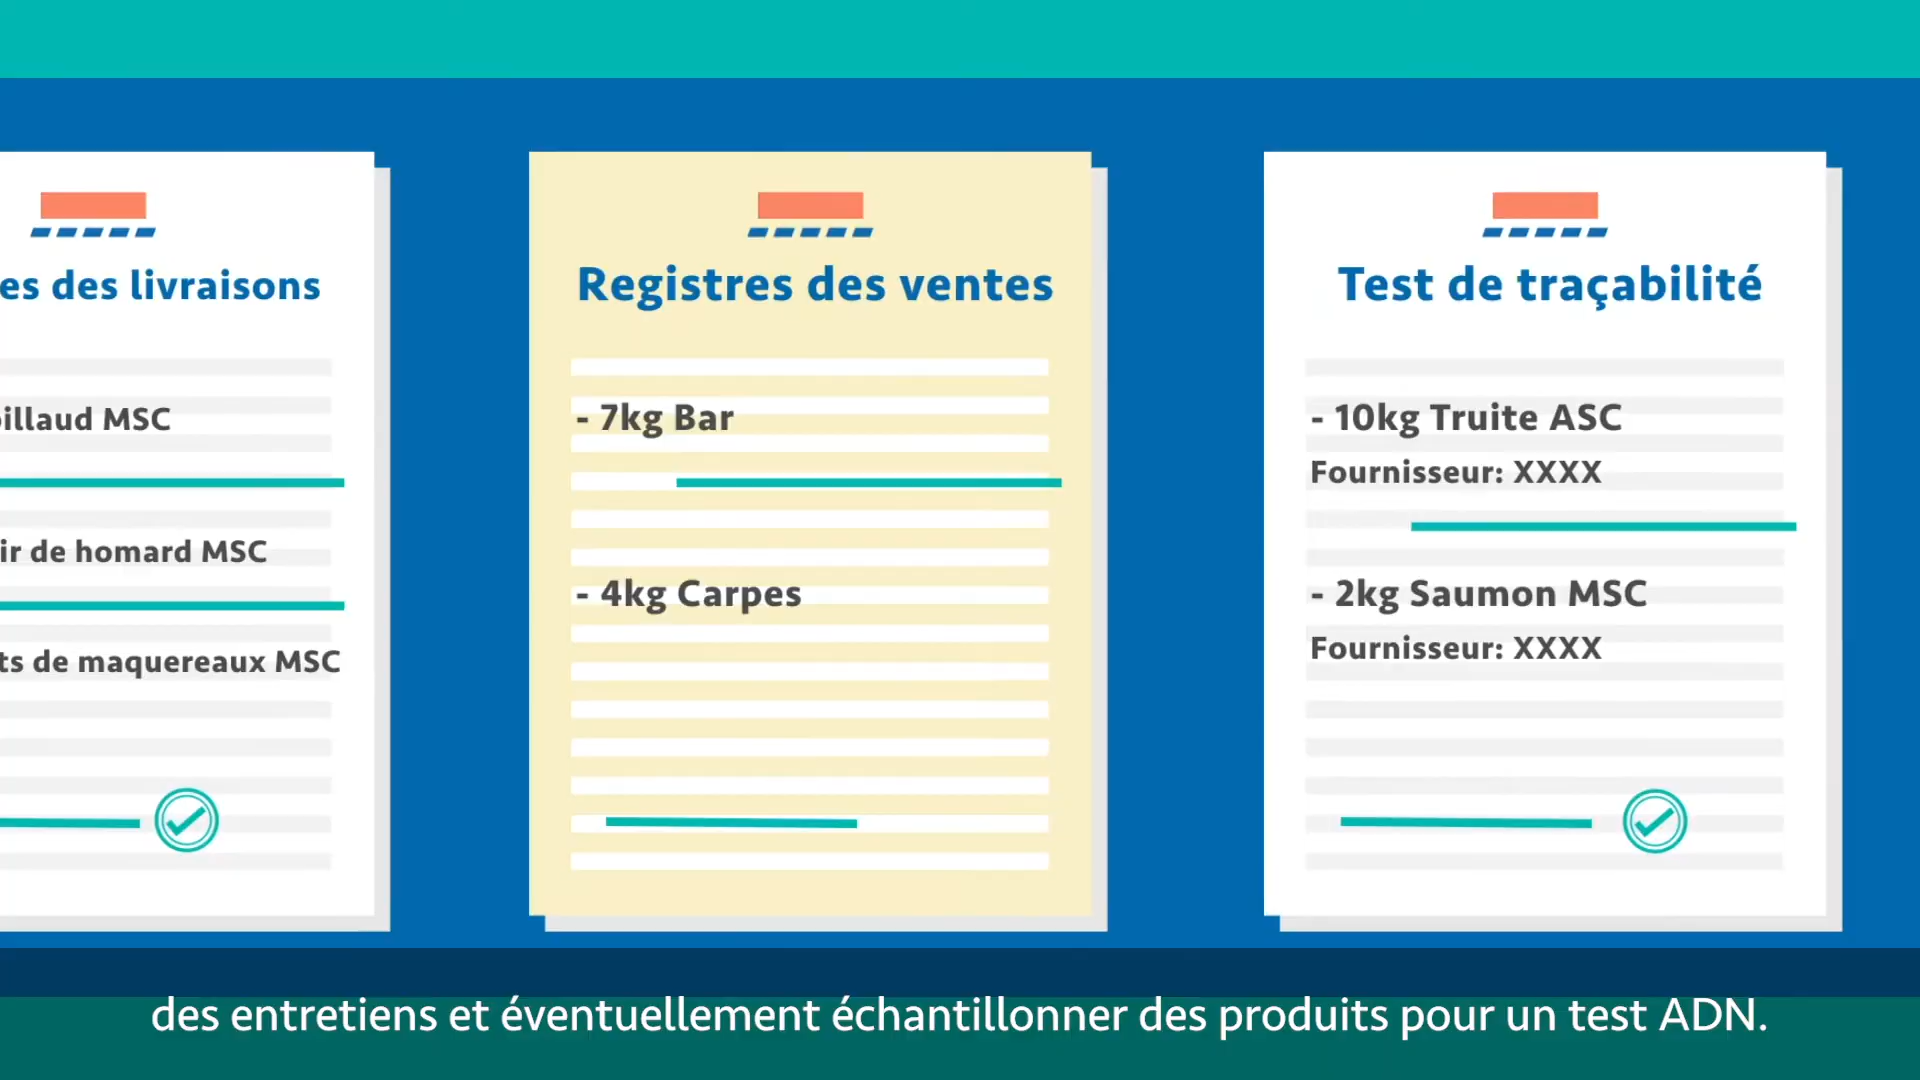 es des livraisons
illaud MSC
ir de homard MSC
ts de maquereaux MSC
Registres des ventes
- 7kg Bar
- 4kg Carpes
Test de traçabilité
- 10kg Truite ASC
Fournisseur: XXXX
- 2kg Saumon MSC
Fournisseur: XXXX
des entretiens et éventuellement échantillonner des produits pour un test ADN.